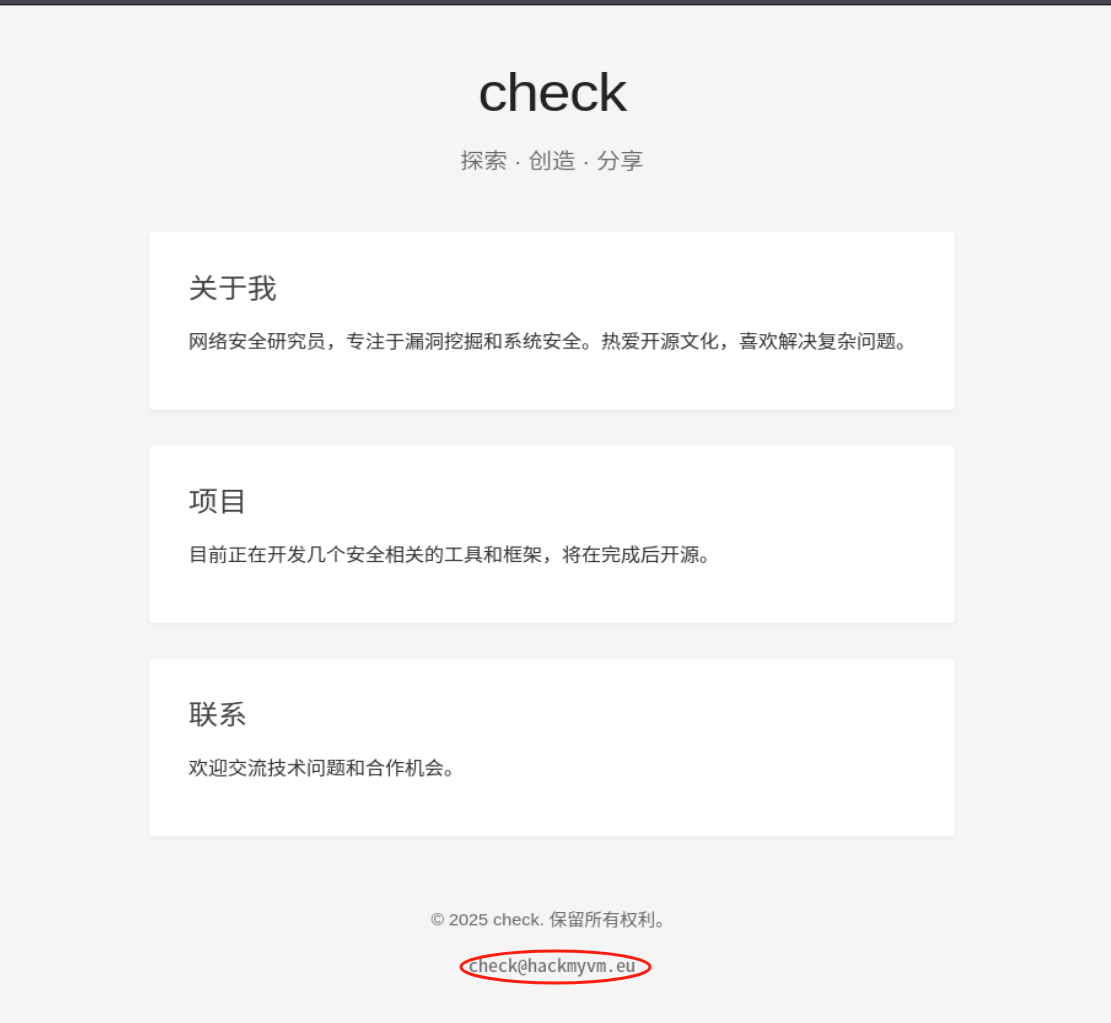 check
探索 · 创造 · 分享
关于我
网络安全研究员，专注于漏洞挖掘和系统安全。热爱开源文化，喜欢解决复杂问题。
项目
目前正在开发几个安全相关的工具和框架，将在完成后开源。
联系
欢迎交流技术问题和合作机会。
© 2025 check. 保留所有权利。
check@hackmyvm.eu